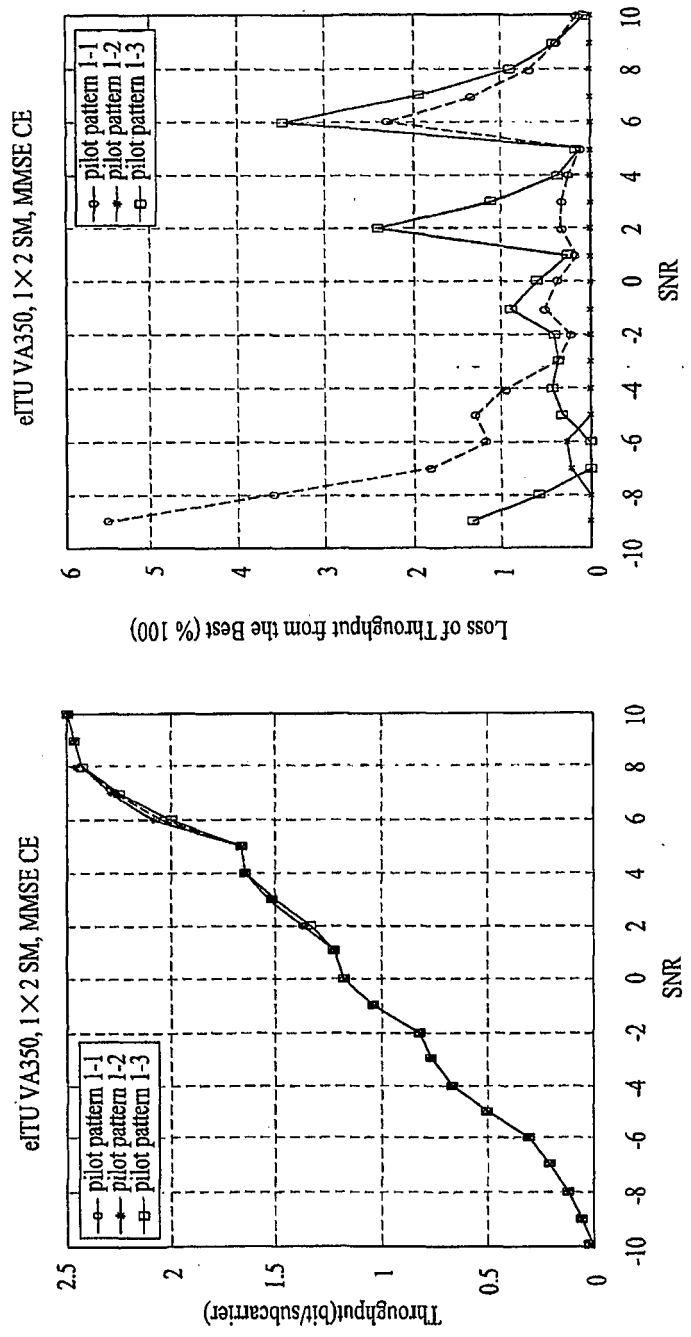 eITU VA350, 1×2 SM, MMSE CE
pilot pattern 1-1
pilot pattern 1-2
pilot pattern 1-3
Throughput(bit/subcarrier)
2.5
2
1.5
1
0.5
0
-10 -8 -6 -4 -2 0 2 4 6 8 10
SNR
eITU VA350, 1×2 SM, MMSE CE
pilot pattern 1-1
pilot pattern 1-2
pilot pattern 1-3
Loss of Throughput from the Best (% 100)
6
5
4
3
2
1
0
-10 -8 -6 -4 -2 0 2 4 6 8 10
SNR